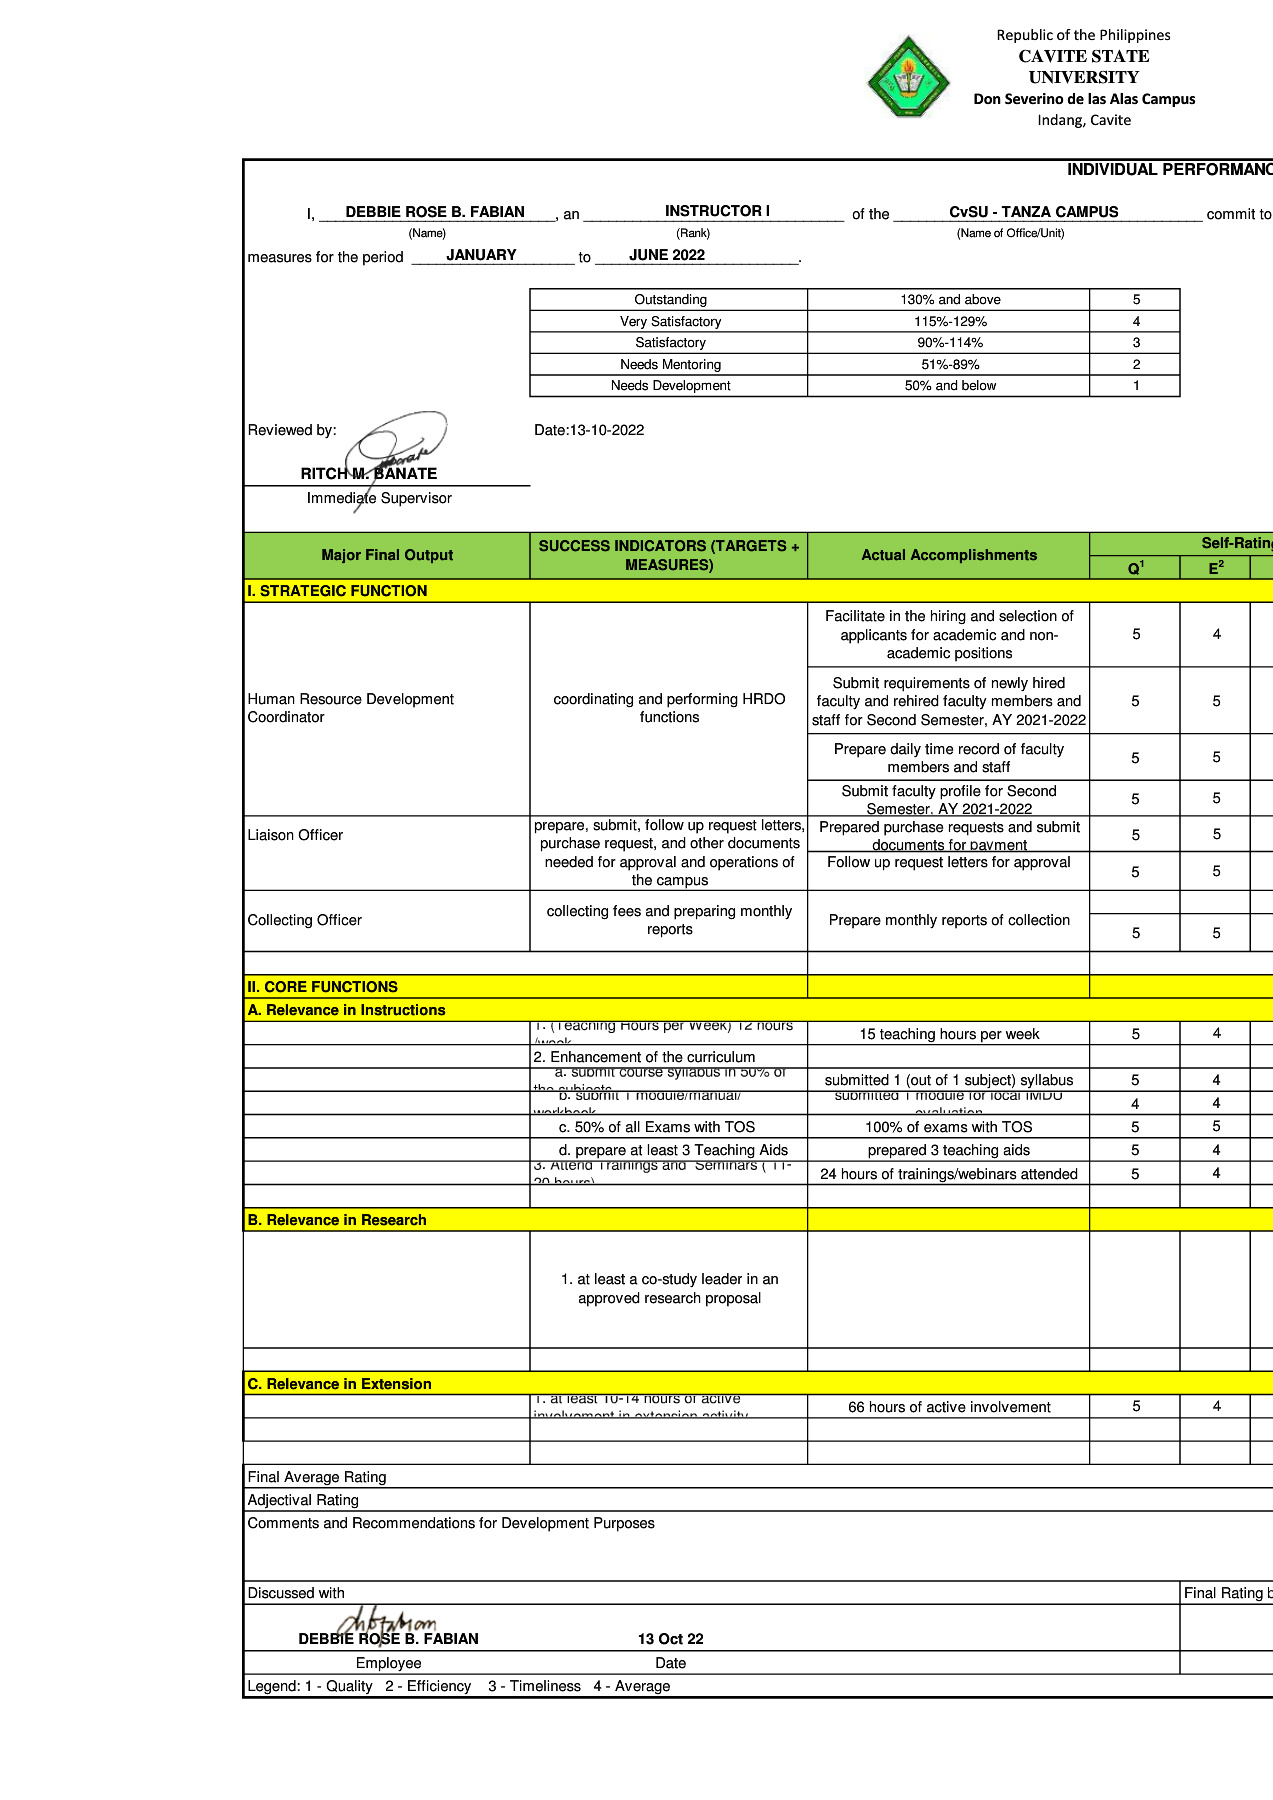 Republic of the Philippines
CAVITE STATE
UNIVERSITY
Don Severino de las Alas Campus
Indang, Cavite
INDIVIDUAL PERFORMANC
I, DEBBIE ROSE B. FABIAN, an INSTRUCTOR I of the CvSU - TANZA CAMPUS commit to
(Name) (Rank) (Name of Office/Unit)
measures for the period JANUARY to JUNE 2022.
Outstanding 130% and above 5
Very Satisfactory 115%-129% 4
Satisfactory 90%-114% 3
Needs Mentoring 51%-89% 2
Needs Development 50% and below 1
Reviewed by: Date:13-10-2022
RITCH M. BANATE
Immediate Supervisor
Major Final Output
SUCCESS INDICATORS (TARGETS +
MEASURES)
Actual Accomplishments
Self-Rating
Q1 E2
I. STRATEGIC FUNCTION
Human Resource Development
Coordinator
coordinating and performing HRDO
functions
Facilitate in the hiring and selection of
applicants for academic and non-
academic positions
5 4
Submit requirements of newly hired
faculty and rehired faculty members and
staff for Second Semester, AY 2021-2022
5 5
Prepare daily time record of faculty
members and staff
5 5
Submit faculty profile for Second
Semester, AY 2021-2022
5 5
Liaison Officer
prepare, submit, follow up request letters,
purchase request, and other documents
needed for approval and operations of
the campus
Prepared purchase requests and submit
documents for payment
5 5
Follow up request letters for approval
5 5
Collecting Officer
collecting fees and preparing monthly
reports
Prepare monthly reports of collection
5 5
II. CORE FUNCTIONS
A. Relevance in Instructions
1. (Teaching Hours per Week) 12 hours
/week
15 teaching hours per week 5 4
2. Enhancement of the curriculum
a. submit course syllabus in 50% of
the subjects
submitted 1 (out of 1 subject) syllabus 5 4
b. submit 1 module/manual/
workbook
submitted 1 module for local IMDU
evaluation
4 4
c. 50% of all Exams with TOS 100% of exams with TOS 5 5
d. prepare at least 3 Teaching Aids prepared 3 teaching aids 5 4
3. Attend Trainings and Seminars ( 11-
20 hours)
24 hours of trainings/webinars attended 5 4
B. Relevance in Research
1. at least a co-study leader in an
approved research proposal
C. Relevance in Extension
1. at least 10-14 hours of active
involvement in extension activity
66 hours of active involvement 5 4
Final Average Rating
Adjectival Rating
Comments and Recommendations for Development Purposes
Discussed with Final Rating b
DEBBIE ROSE B. FABIAN 13 Oct 22
Employee Date
Legend: 1 - Quality 2 - Efficiency 3 - Timeliness 4 - Average